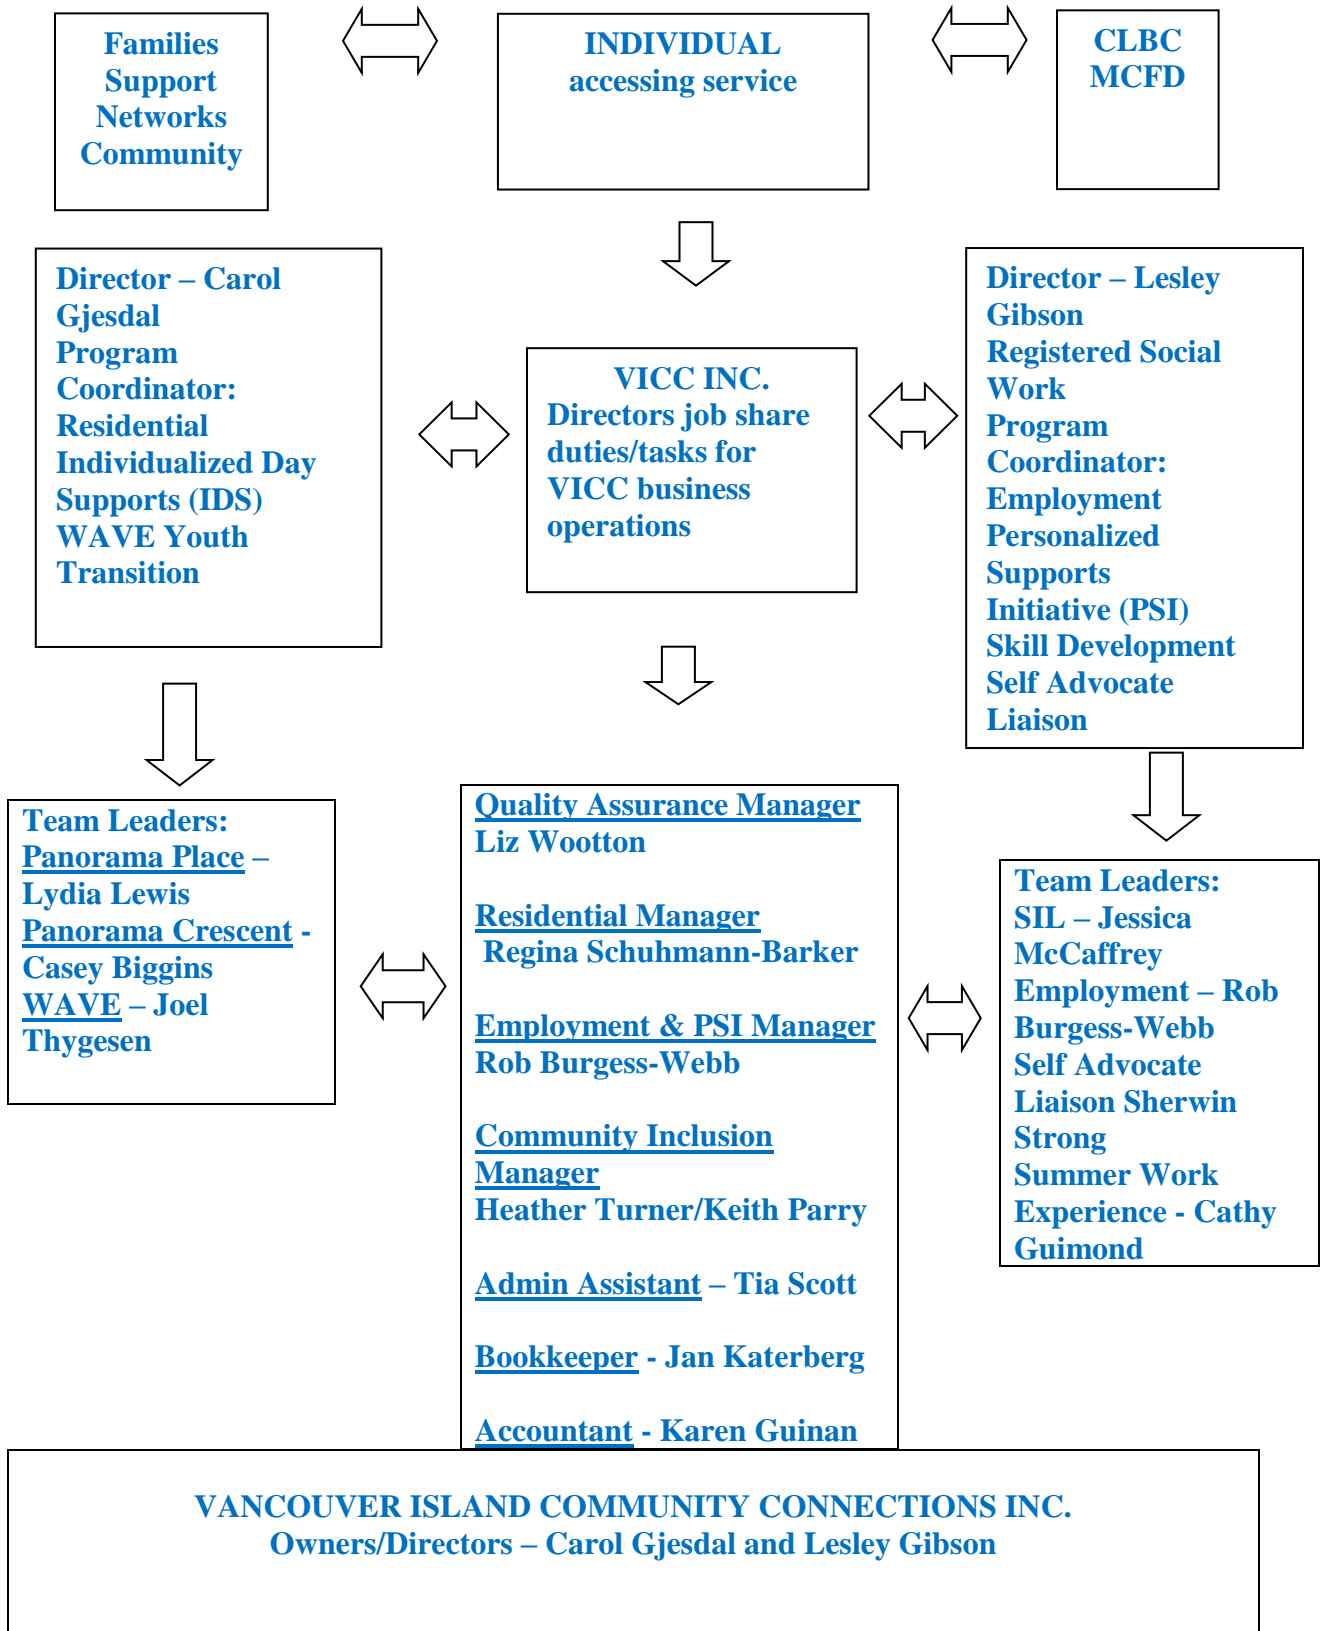 Families
Support
Networks
Community
INDIVIDUAL
accessing service
CLBC
MCFD
Director – Carol
Gjesdal
Program
Coordinator:
Residential
Individualized Day
Supports (IDS)
WAVE Youth
Transition
VICC INC.
Directors job share
duties/tasks for
VICC business
operations
Director – Lesley
Gibson
Registered Social
Work
Program
Coordinator:
Employment
Personalized
Supports
Initiative (PSI)
Skill Development
Self Advocate
Liaison
Team Leaders:
Panorama Place –
Lydia Lewis
Panorama Crescent -
Casey Biggins
WAVE – Joel
Thygesen
Quality Assurance Manager
Liz Wootton
Residential Manager
Regina Schuhmann-Barker
Employment & PSI Manager
Rob Burgess-Webb
Community Inclusion
Manager
Heather Turner/Keith Parry
Admin Assistant – Tia Scott
Bookkeeper - Jan Katerberg
Accountant - Karen Guinan
Team Leaders:
SIL – Jessica
McCaffrey
Employment – Rob
Burgess-Webb
Self Advocate
Liaison Sherwin
Strong
Summer Work
Experience - Cathy
Guimond
VANCOUVER ISLAND COMMUNITY CONNECTIONS INC.
Owners/Directors – Carol Gjesdal and Lesley Gibson